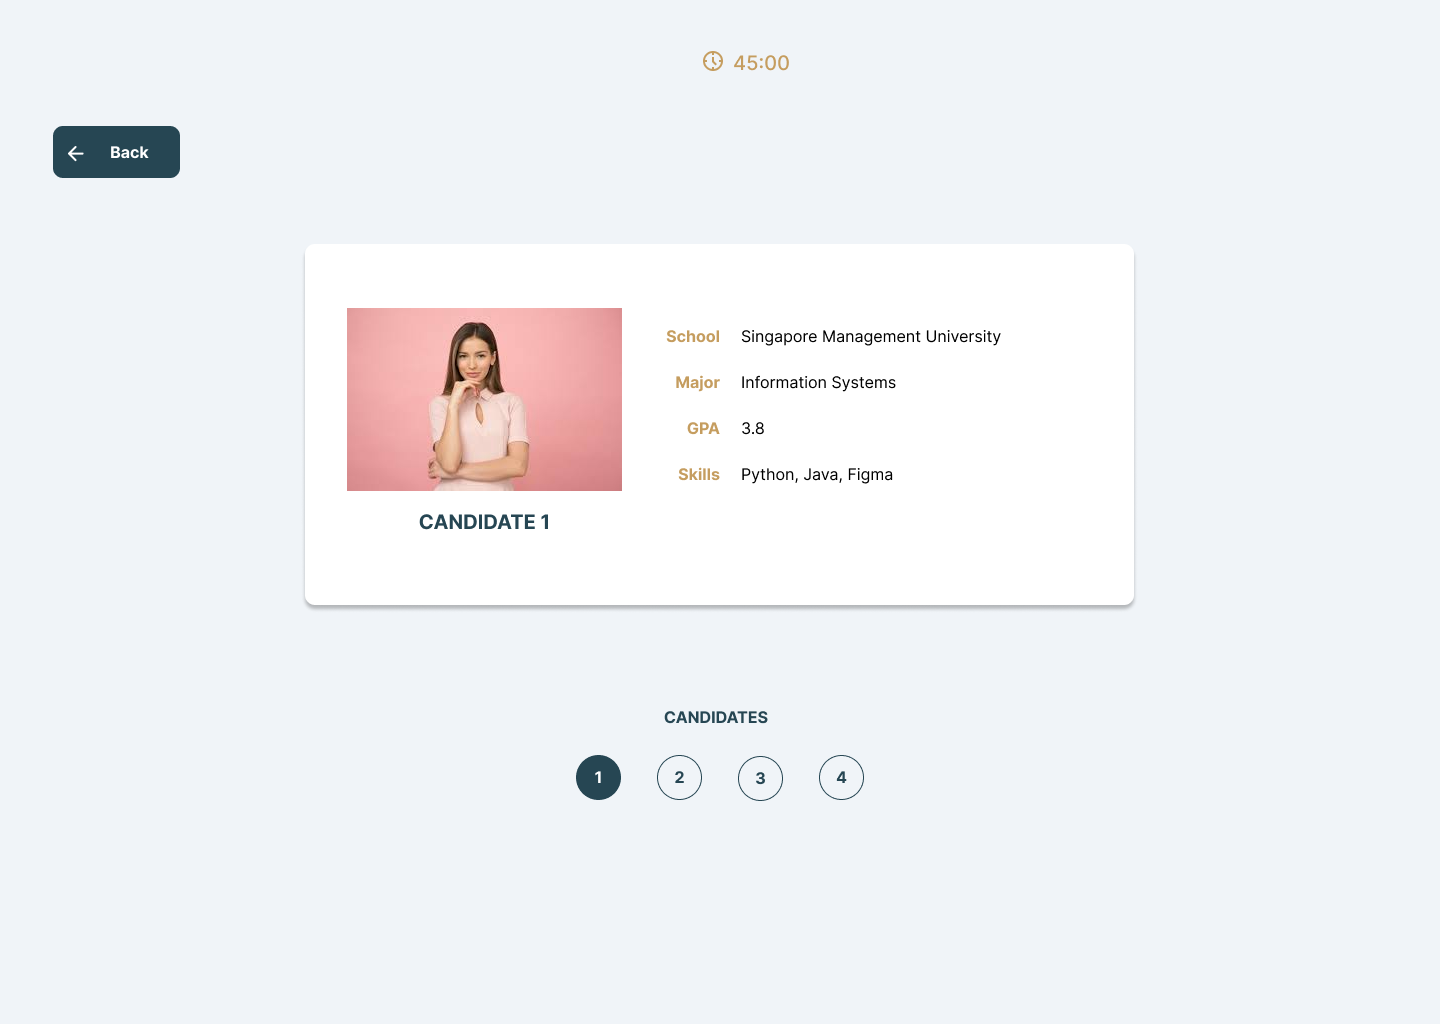 45:00
Back
School Singapore Management University
Major Information Systems
GPA 3.8
Skills Python, Java, Figma
CANDIDATE 1
CANDIDATES
1 2 3 4